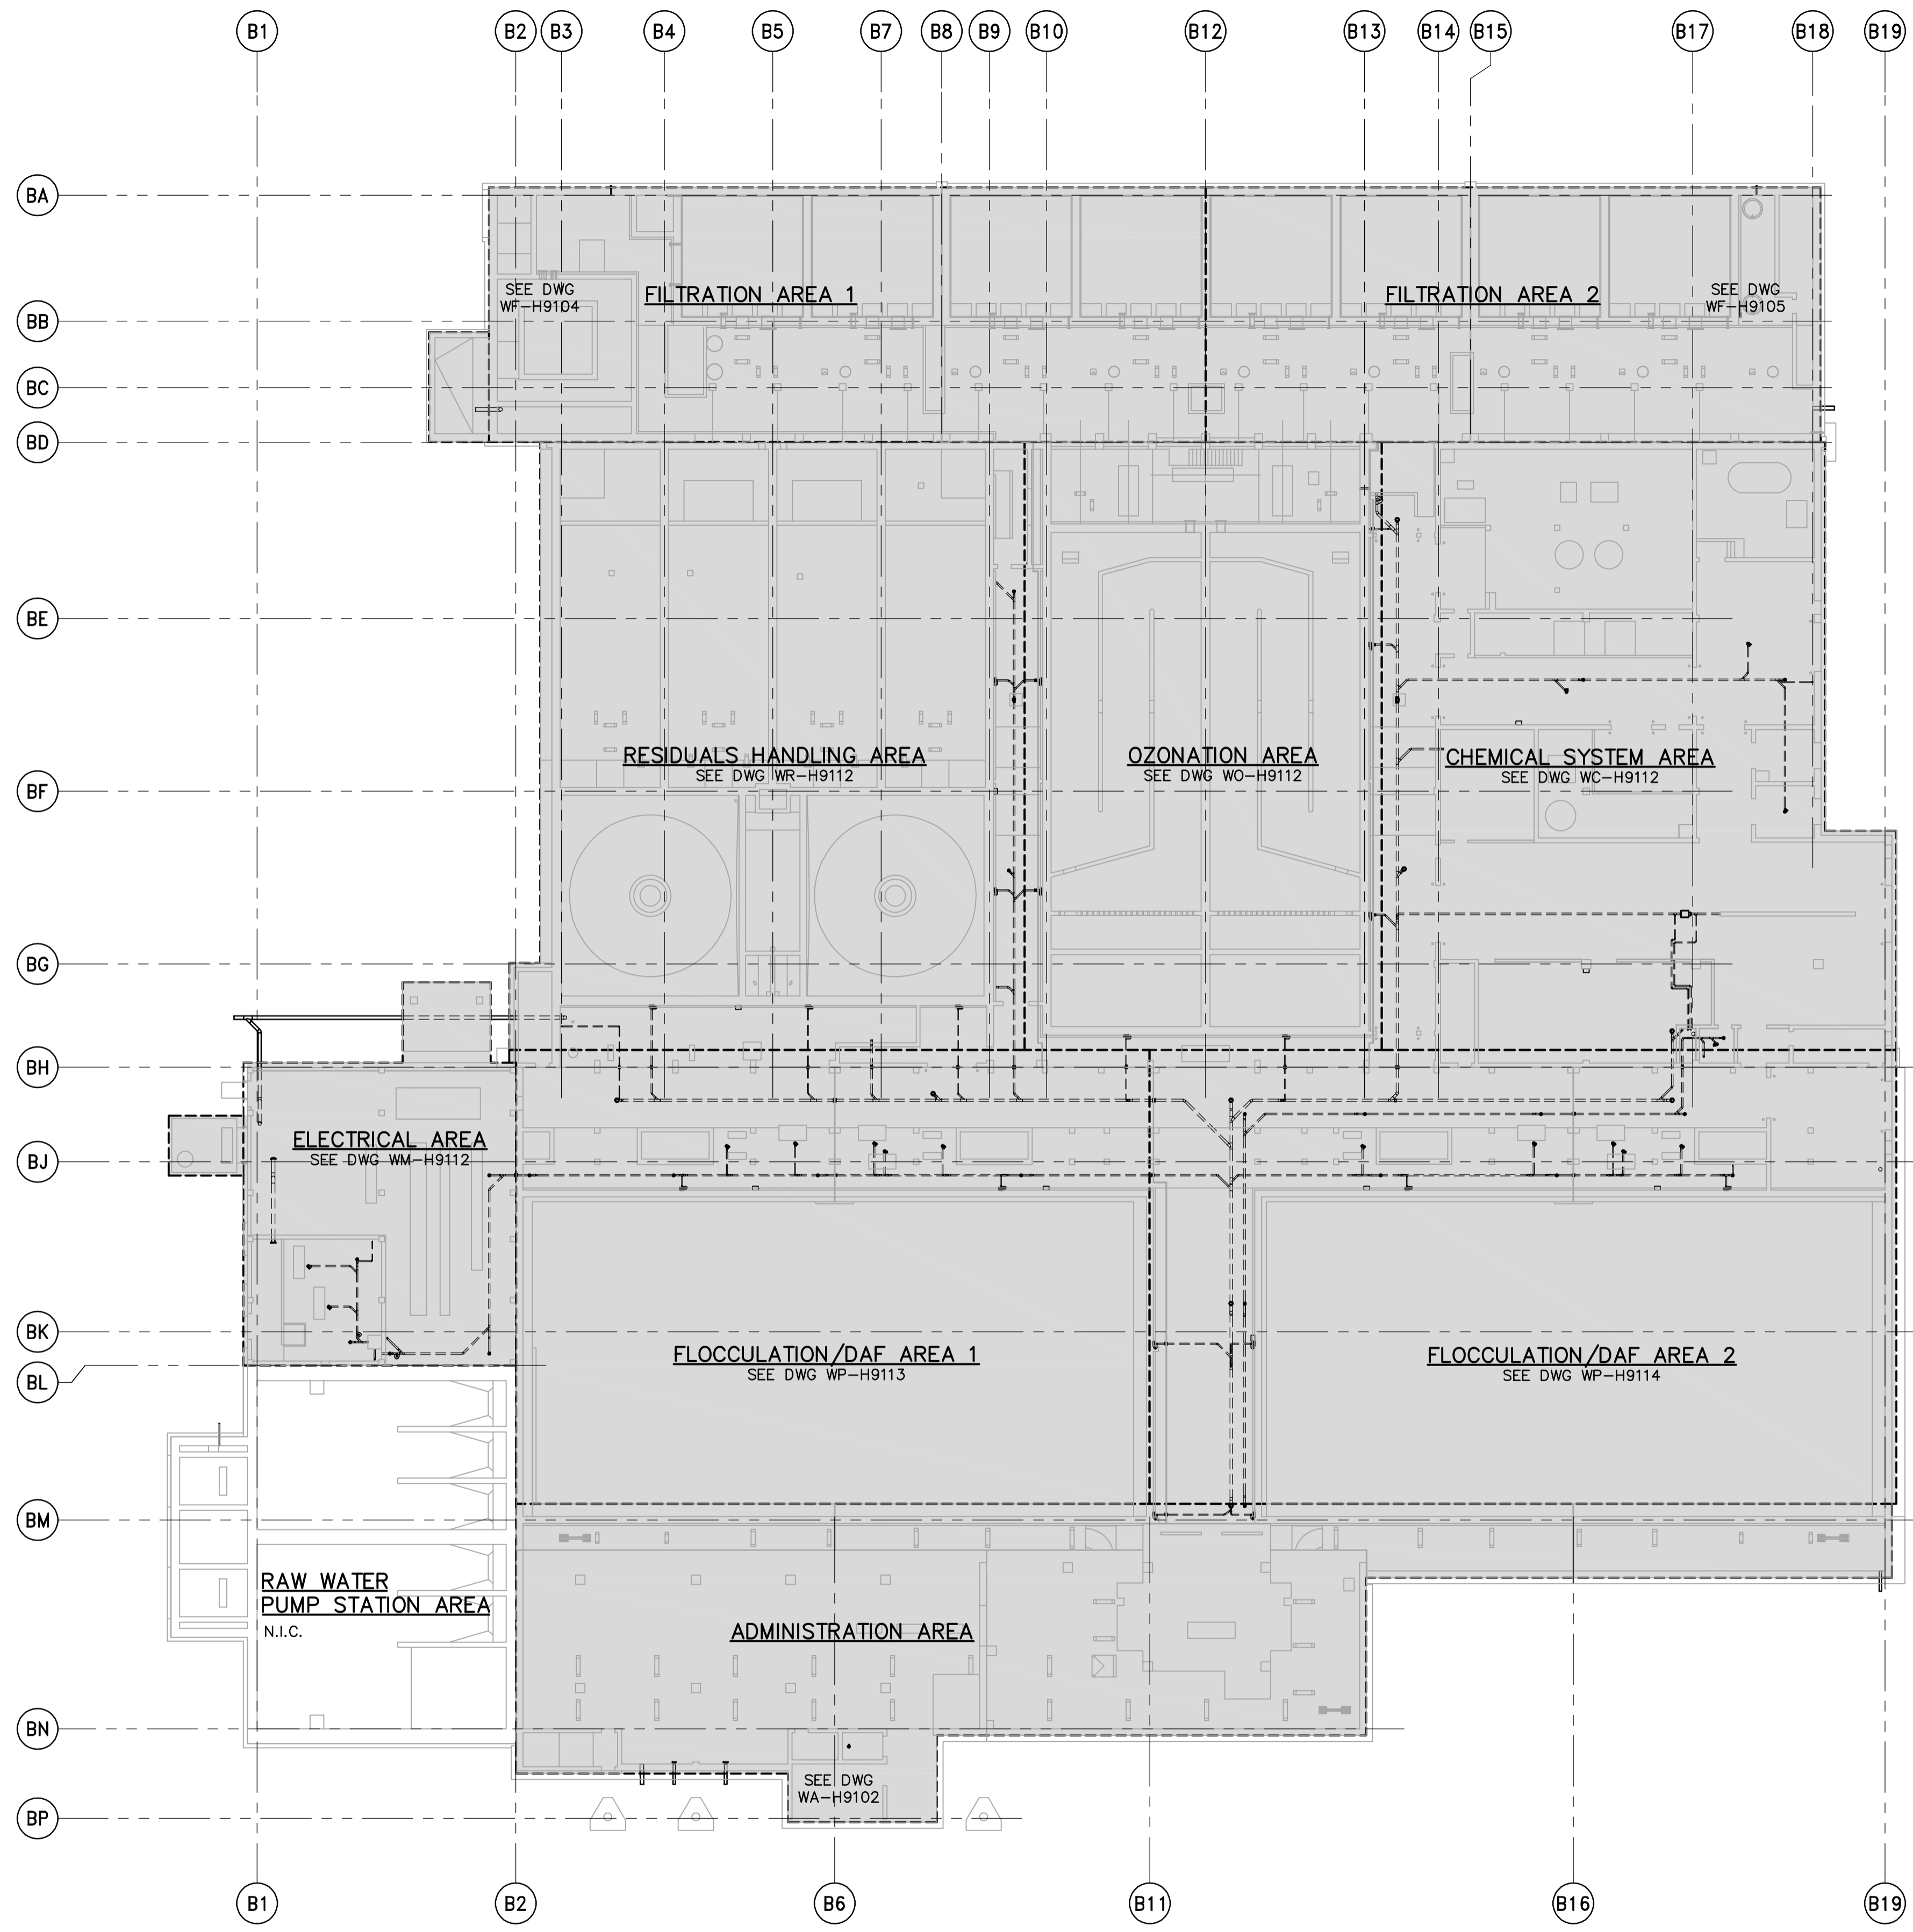 B1
B2
B3
B4
B5
B7
B8
B9
B10
B12
B13
B14
B15
B17
B18
B19
BA
SEE DWG
WF-H9104
FILTRATION AREA 1
FILTRATION AREA 2
SEE DWG
WF-H9105
BB
BC
BD
BE
RESIDUALS HANDLING AREA
SEE DWG WR-H9112
OZONATION AREA
SEE DWG WO-H9112
CHEMICAL SYSTEM AREA
SEE DWG WC-H9112
BF
BG
BH
ELECTRICAL AREA
SEE DWG WM-H9112
BJ
BK
FLOCCULATION/DAF AREA 1
SEE DWG WP-H9113
FLOCCULATION/DAF AREA 2
SEE DWG WP-H9114
BL
BM
RAW WATER
PUMP STATION AREA
N.I.C.
ADMINISTRATION AREA
BN
SEE DWG
WA-H9102
BP
B1
B2
B6
B11
B16
B19